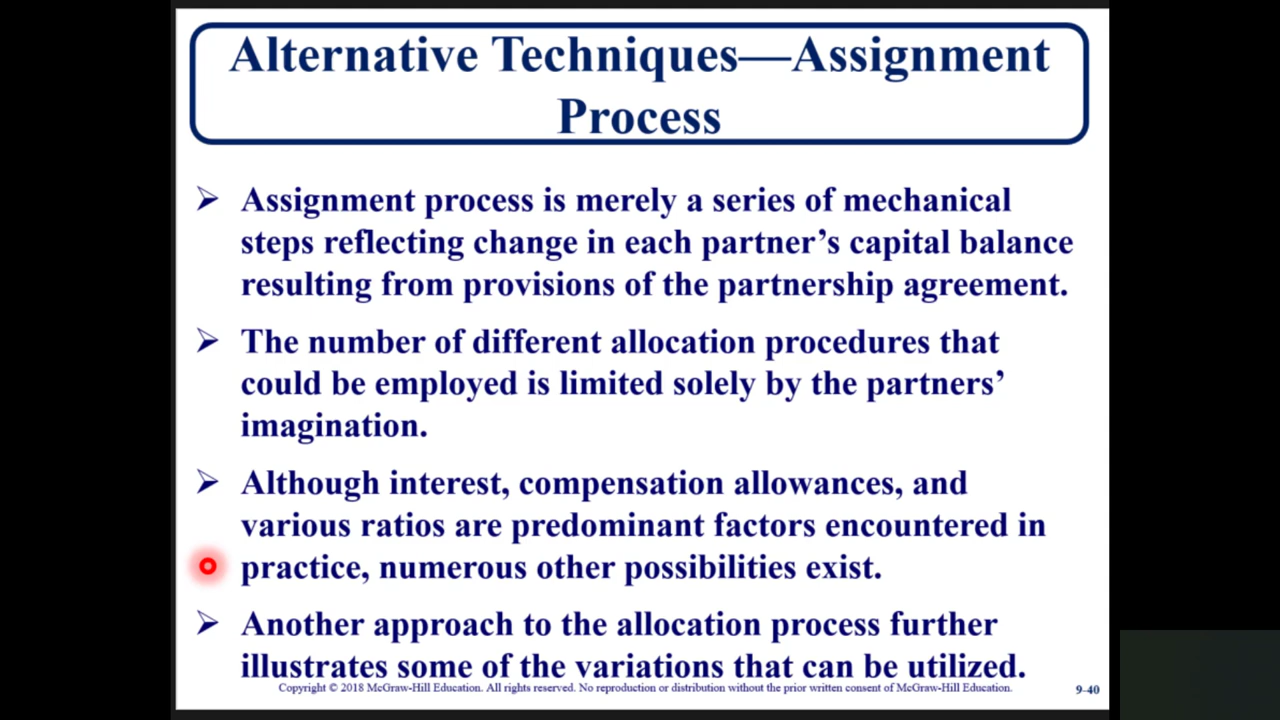 Alternative Techniques—Assignment
Process
Assignment process is merely a series of mechanical
steps reflecting change in each partner’s capital balance
resulting from provisions of the partnership agreement.
The number of different allocation procedures that
could be employed is limited solely by the partners’
imagination.
Although interest, compensation allowances, and
various ratios are predominant factors encountered in
practice, numerous other possibilities exist.
Another approach to the allocation process further
illustrates some of the variations that can be utilized.
Copyright © 2018 McGraw-Hill Education. All rights reserved. No reproduction or distribution without the prior written consent of McGraw-Hill Education.
9-40